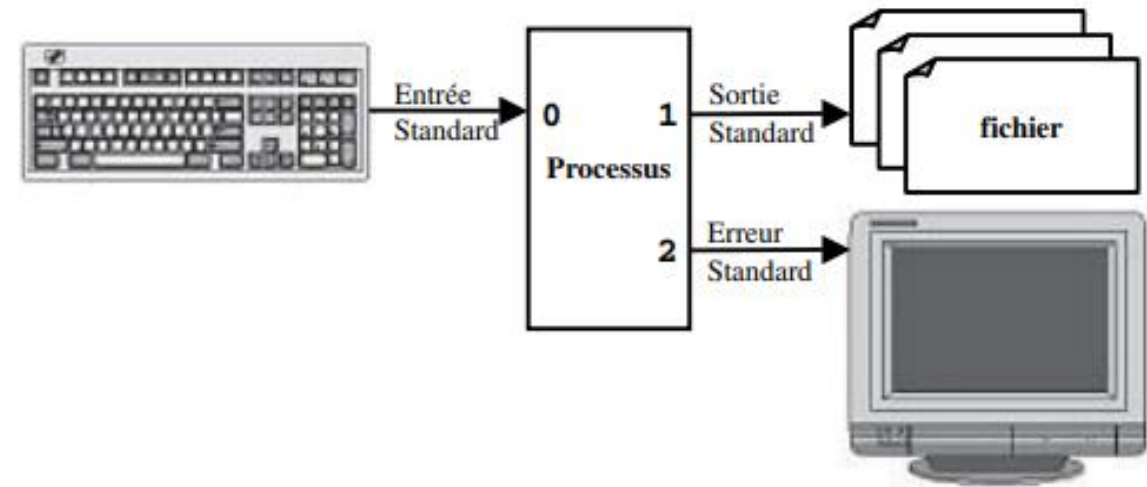 Entrée
Standard
0
1
Processus
2
Sortie
Standard
fichier
Erreur
Standard